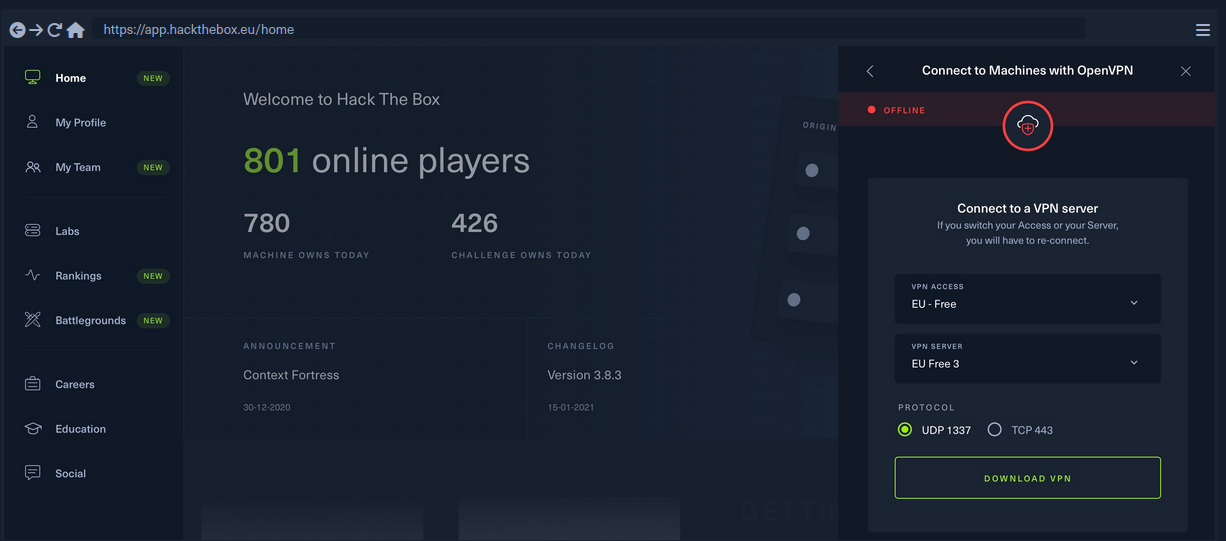 https://app.hackthebox.eu/home
Home NEW
My Profile
My Team NEW
Labs
Rankings NEW
Battlegrounds NEW
Careers
Education
Social
Welcome to Hack The Box
801 online players
780
MACHINE OWNS TODAY
426
CHALLENGE OWNS TODAY
ANNOUNCEMENT
Context Fortress
30-12-2020
CHANGELOG
Version 3.8.3
15-01-2021
ORIGIN
GETTIN
Connect to Machines with OpenVPN
OFFLINE
Connect to a VPN server
If you switch your Access or your Server,
you will have to re-connect.
VPN ACCESS
EU - Free
VPN SERVER
EU Free 3
PROTOCOL
UDP 1337 TCP 443
DOWNLOAD VPN